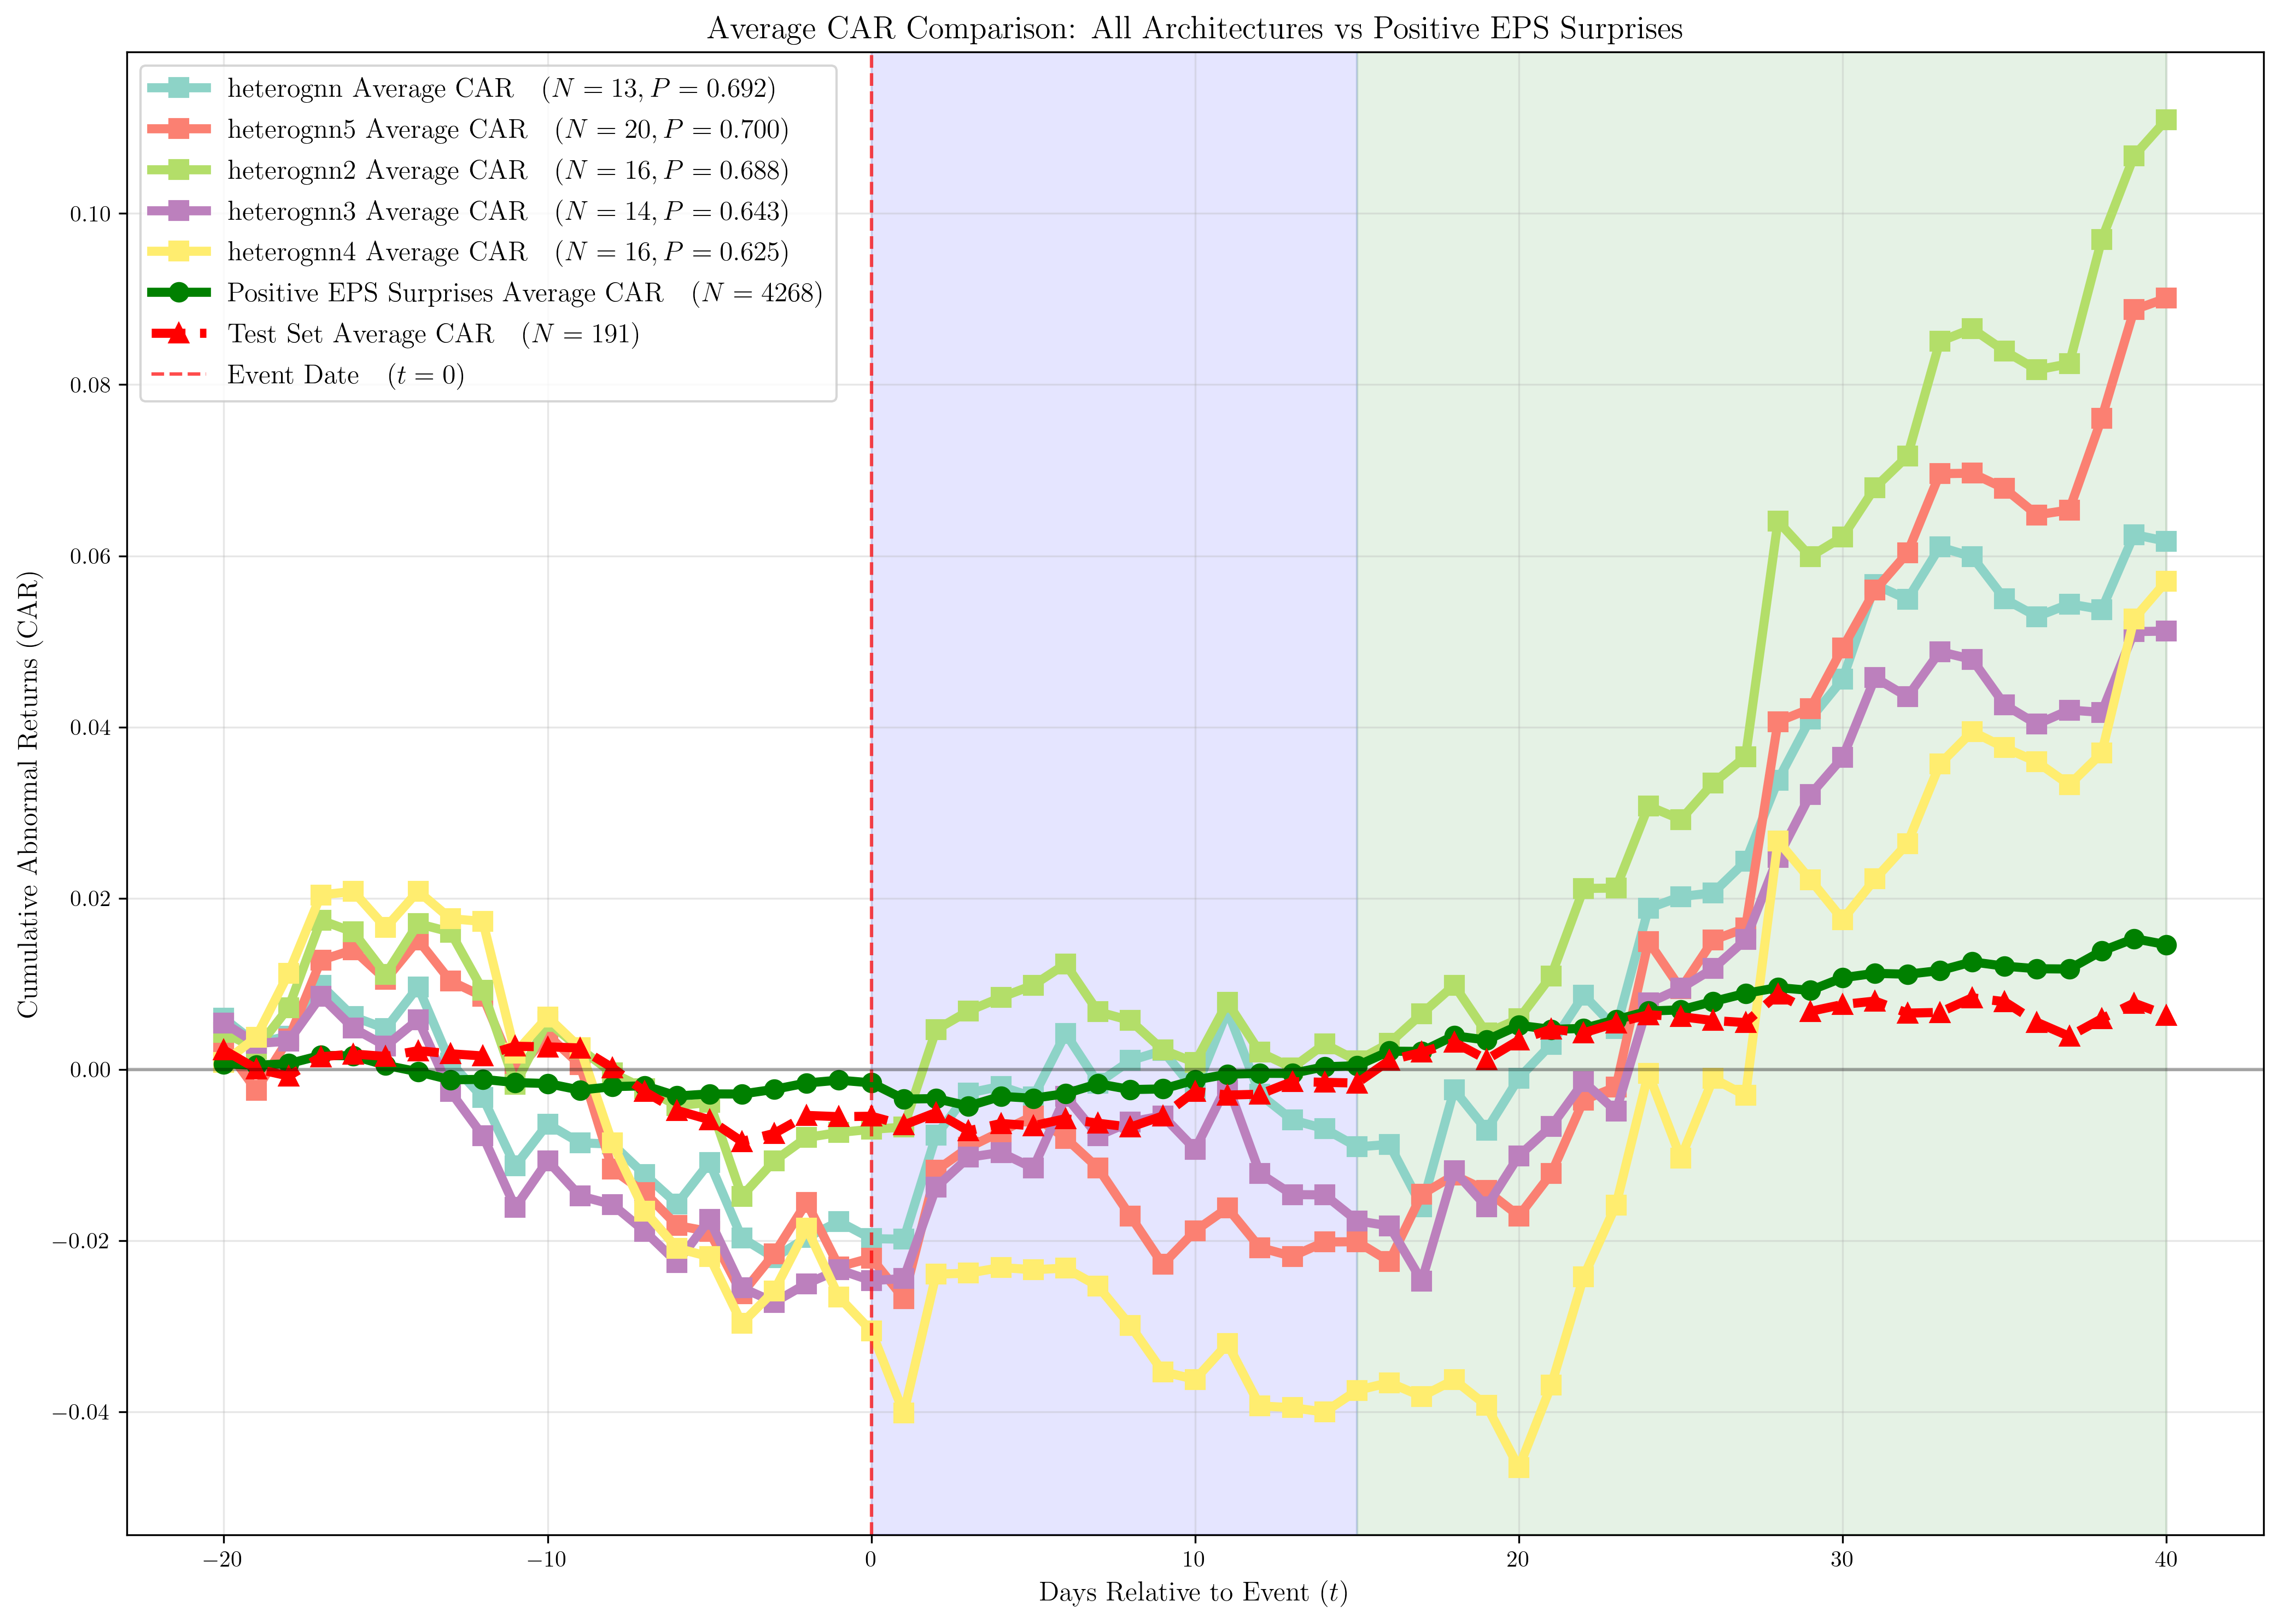 Average CAR Comparison: All Architectures vs Positive EPS Surprises
heterognn Average CAR (N = 13, P = 0.692)
heterognn5 Average CAR (N = 20, P = 0.700)
heterognn2 Average CAR (N = 16, P = 0.688)
heterognn3 Average CAR (N = 14, P = 0.643)
heterognn4 Average CAR (N = 16, P = 0.625)
Positive EPS Surprises Average CAR (N = 4268)
Test Set Average CAR (N = 191)
Event Date (t = 0)
Cumulative Abnormal Returns (CAR)
0.10
0.08
0.06
0.04
0.02
0.00
−0.02
−0.04
−20
−10
0
10
20
30
40
Days Relative to Event (t)